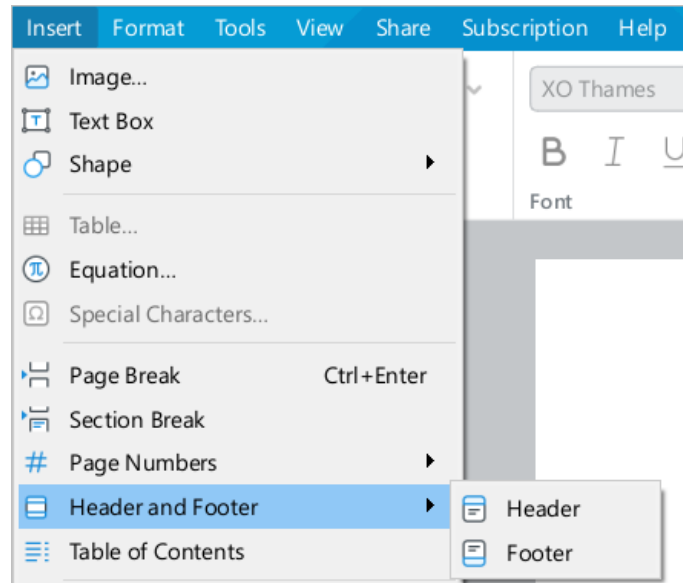 Insert Format Tools View Share Subscription Help
Image...
Text Box
Shape
Table...
Equation...
Special Characters...
Page Break Ctrl+Enter
Section Break
Page Numbers
Header and Footer
Table of Contents
XO Thames
B I U
Font
Header
Footer